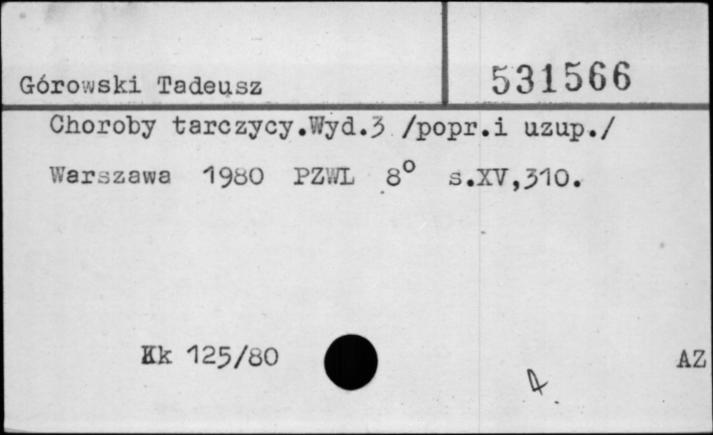 Górowski Tadeusz 531566
Choroby tarczycy.Wyd.3 /popr.i uzup./
Warszawa 1980 PZWL 8° s.XV,310.
Kk 125/80 AZ